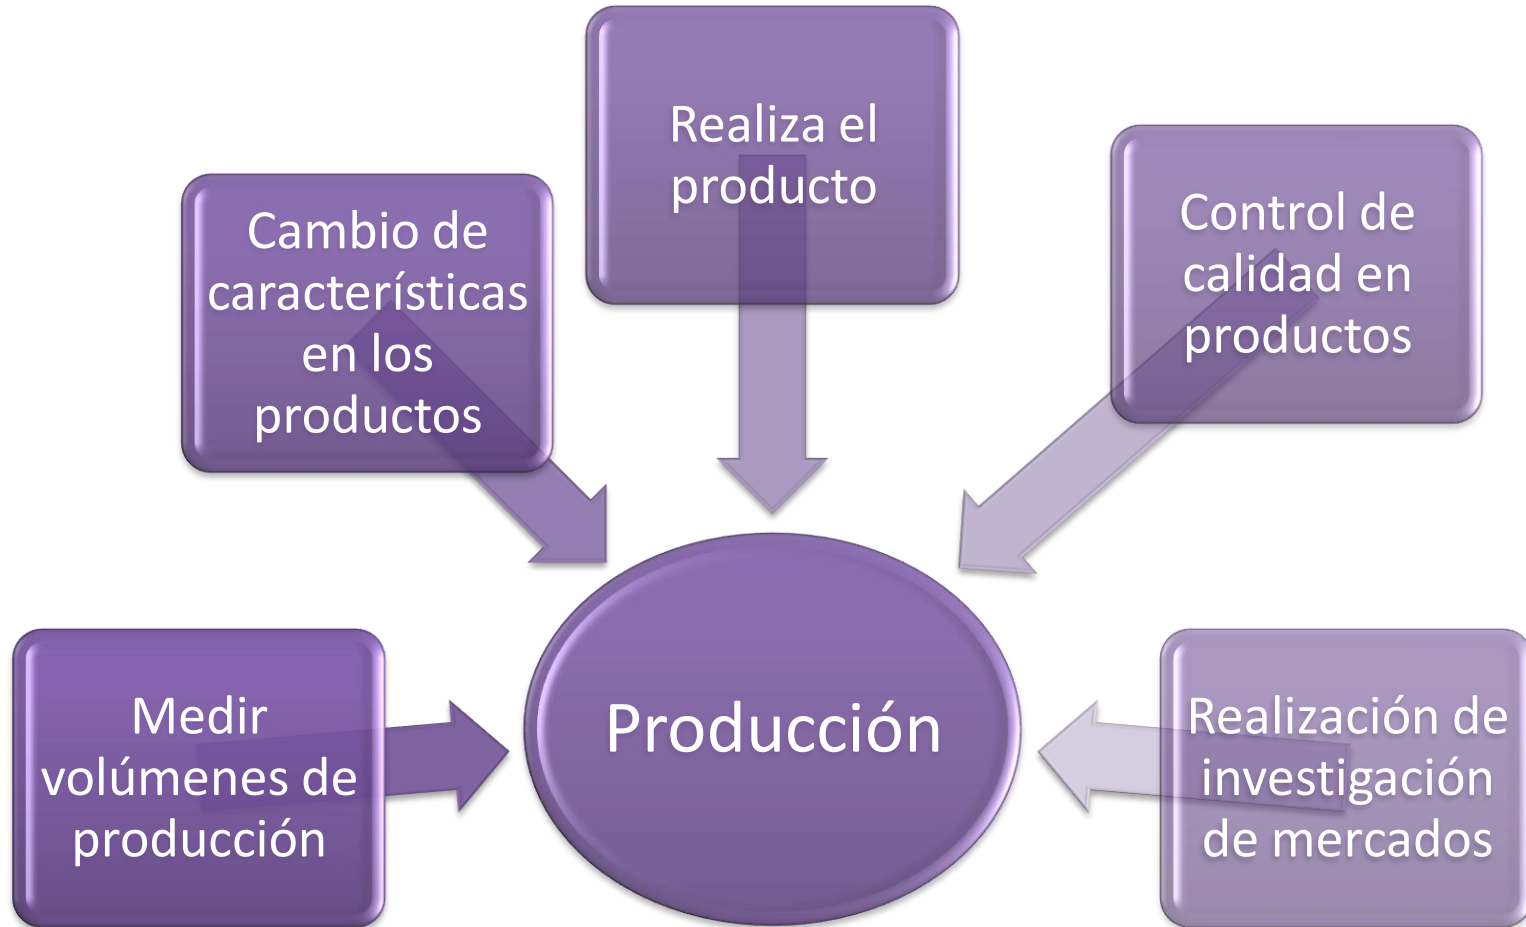 Realiza el
producto
Cambio de
características
en los
productos
Control de
calidad en
productos
Medir
volúmenes de
producción
Producción
Realización de
investigación
de mercados